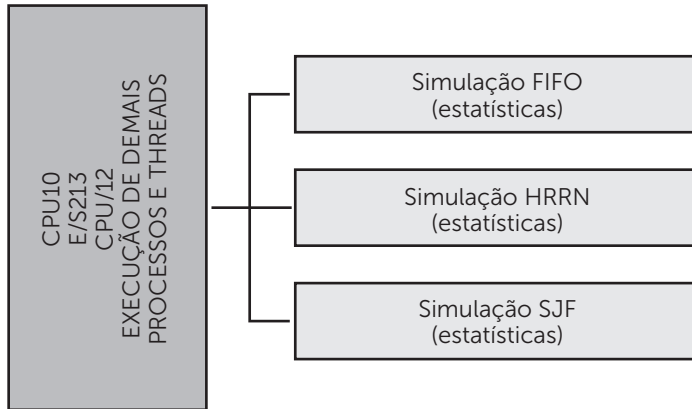 CPU10
E/S213
CPU/12
EXECUÇÃO DE DEMAIS
PROCESSOS E THREADS
Simulação FIFO
(estatísticas)
Simulação HRRN
(estatísticas)
Simulação SJF
(estatísticas)